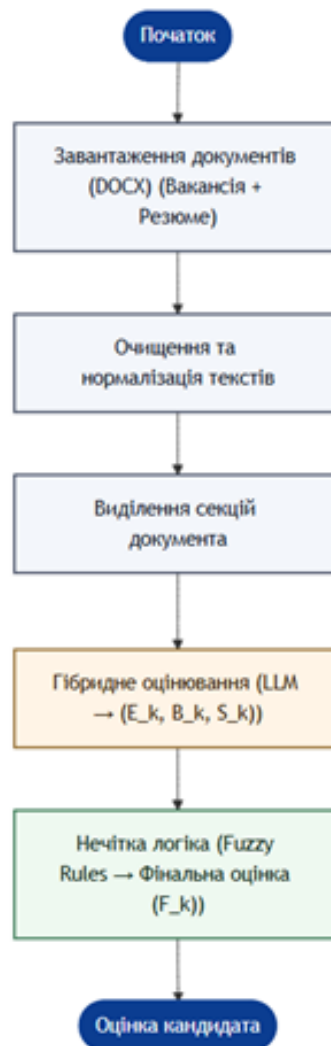 Початок
Завантаження документів
(DOCX) (Вакансія +
Резюме)
Очищення та
нормалізація текстів
Виділення секцій
документа
Гібридне оцінювання (LLM
→ (E_k, B_k, S_k))
Нечітка логіка (Fuzzy
Rules → Фінальна оцінка
(F_k))
Оцінка кандидата